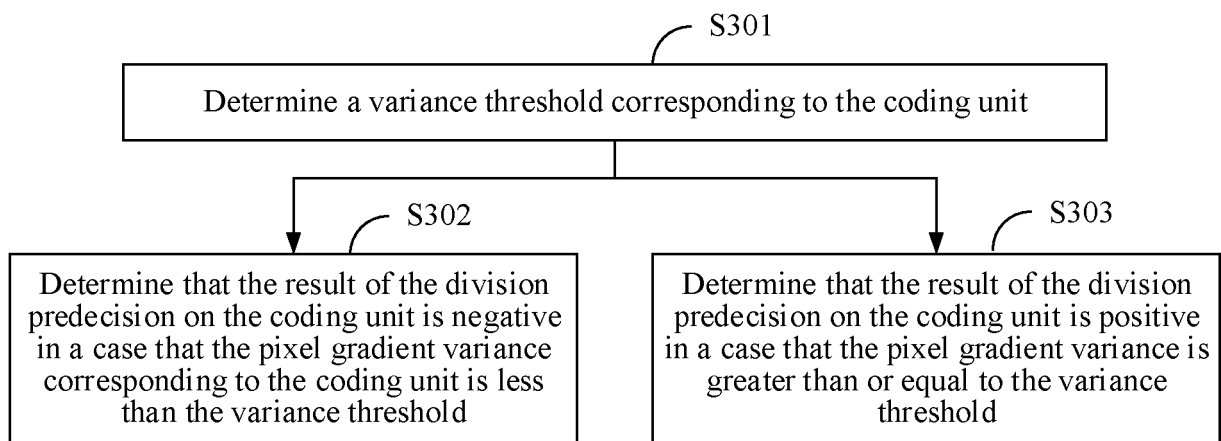 S301
Determine a variance threshold corresponding to the coding unit
S302
Determine that the result of the division
predecision on the coding unit is negative
in a case that the pixel gradient variance
corresponding to the coding unit is less
than the variance threshold
S303
Determine that the result of the division
predecision on the coding unit is positive
in a case that the pixel gradient variance is
greater than or equal to the variance
threshold